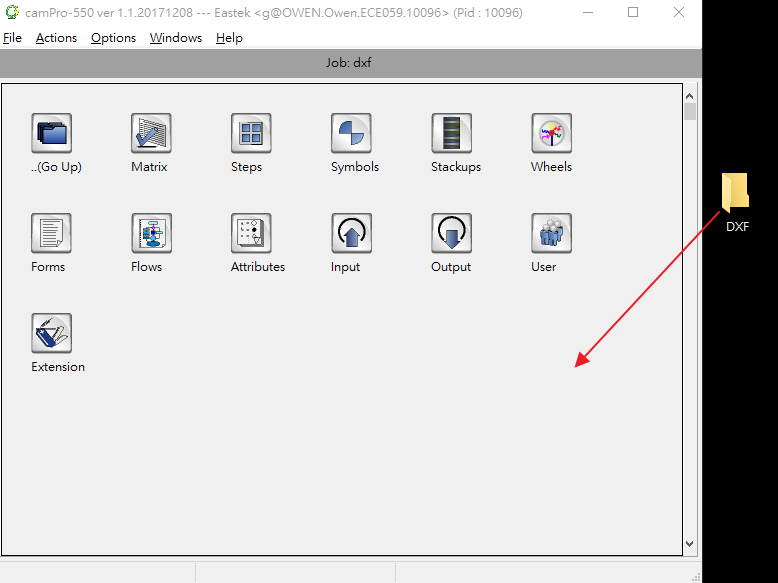 camPro-550 ver 1.1.20171208 --- Eastek <g@OWEN.Owen.ECE059.10096> (Pid : 10096)
File Actions Options Windows Help
Job: dxf
..(Go Up) Matrix Steps Symbols Stackups Wheels
DXF
Forms Flows Attributes Input Output User
Extension